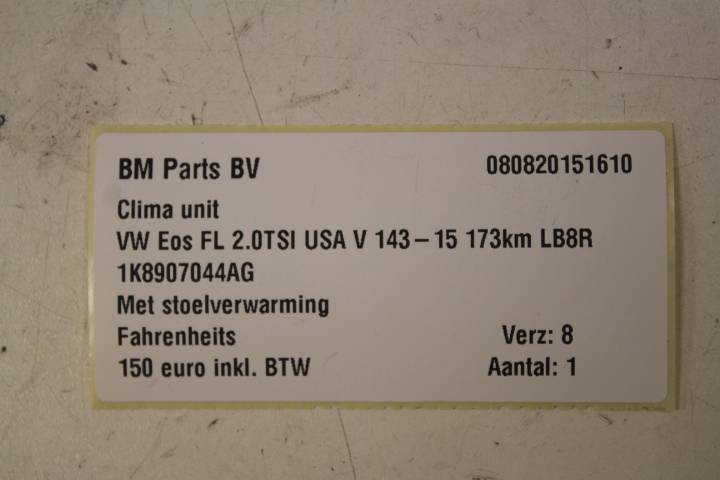 BM Parts BV 080820151610
Clima unit
VW Eos FL 2.0TSI USA V 143-15 173km LB8R
1K8907044AG
Met stoelverwarming
Fahrenheits Verz: 8
150 euro inkl. BTW Aantal: 1